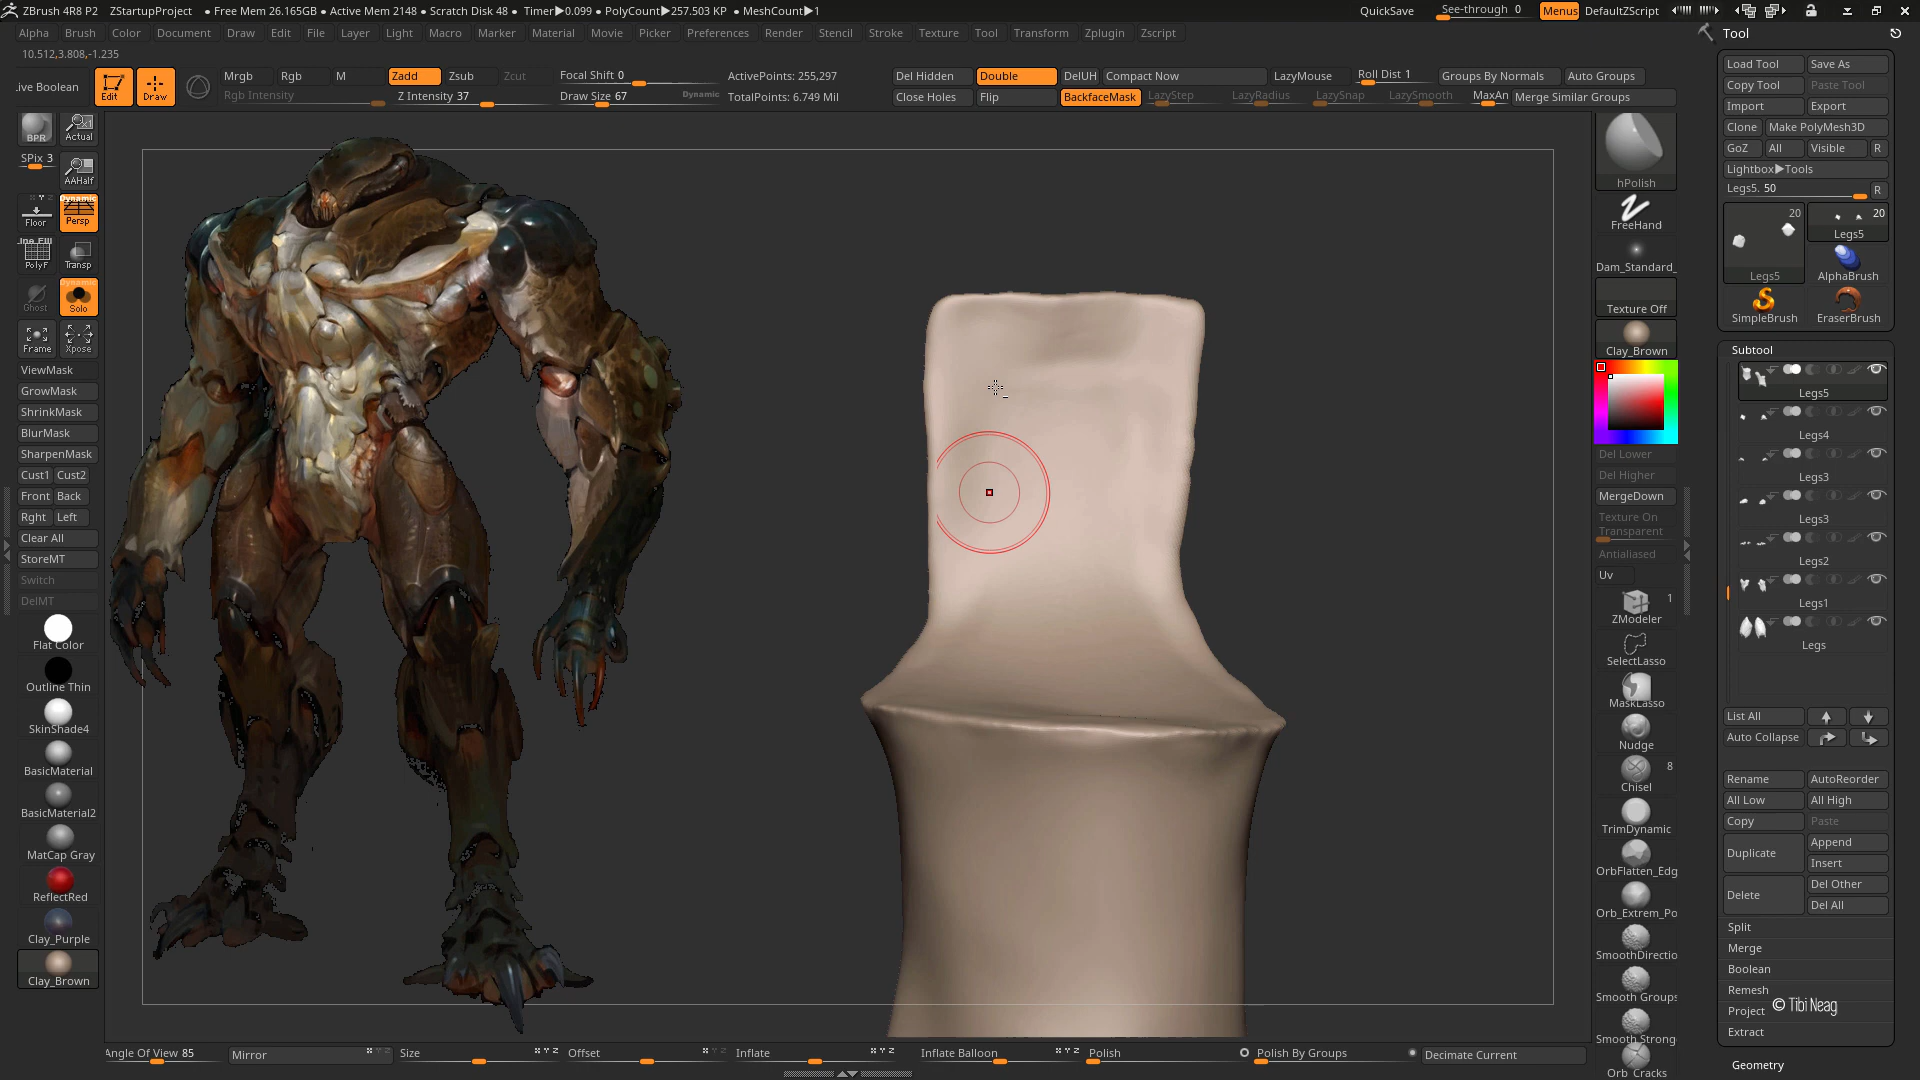 ZBrush 4R8 P2 ZStartupProject • Free Mem 26.165GB • Active Mem 2148 • Scratch Disk 48 • Timer▶0.099 • PolyCount▶257.503 KP • MeshCount▶1 QuickSave See-through 0 Menus DefaultZScript
Alpha Brush Color Document Draw Edit File Layer Light Macro Marker Material Movie Picker Preferences Render Stencil Stroke Texture Tool Transform Zplugin Zscript
Tool
10.512,3.808,-1.235
ive Boolean
Edit
Draw
Mrgb Rgb M Zadd Zsub Zcut
Rgb Intensity Z Intensity 37
Focal Shift 0
Draw Size 67 Dynamic
ActivePoints: 255,297
TotalPoints: 6.749 Mil
Del Hidden Double DelUH Compact Now LazyMouse Roll Dist 1 Groups By Normals Auto Groups
Close Holes Flip BackfaceMask LazyStep LazyRadius LazySnap LazySmooth MaxAn Merge Similar Groups
BPR
Actual
SPix 3
AAHalf
Floor
Dynamic
Persp
PolyF
Transp
Ghost
Dynamic
Solo
Frame
Xpose
ViewMask
GrowMask
ShrinkMask
BlurMask
SharpenMask
Cust1 Cust2
Front Back
Rght Left
Clear All
StoreMT
Switch
DelMT
Flat Color
Outline Thin
SkinShade4
BasicMaterial
BasicMaterial2
MatCap Gray
ReflectRed
Clay_Purple
Clay_Brown
hPolish
FreeHand
Dam_Standard_
Texture Off
Clay_Brown
Del Lower
Del Higher
MergeDown
Texture On
Transparent
Antialiased
Uv
1
ZModeler
SelectLasso
MaskLasso
Nudge
8
Chisel
TrimDynamic
OrbFlatten_Edg
Orb_Extrem_Po
SmoothDirectio
Smooth Groups
Smooth Strong
Orb_Cracks
Load Tool Save As
Copy Tool Paste Tool
Import Export
Clone Make PolyMesh3D
GoZ All Visible R
Lightbox▶Tools
Legs5. 50 R
20
Legs5
20
Legs5
AlphaBrush
SimpleBrush
EraserBrush
Subtool
Legs5
Legs4
Legs3
Legs3
Legs2
Legs1
Legs
List All
Auto Collapse
Rename AutoReorder
All Low All High
Copy Paste
Duplicate Append
Insert
Delete Del Other
Del All
Split
Merge
Boolean
Remesh
Project
© Tibi Neag
Extract
Geometry
Angle Of View 85 Mirror Size Offset Inflate Inflate Balloon Polish Polish By Groups Decimate Current